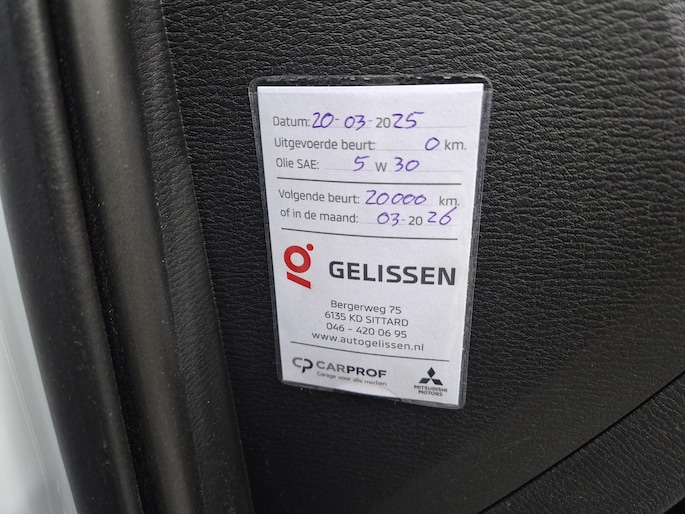 Datum: 20-03-2025
Uitgevoerde beurt: 0 km.
Olie SAE: 5 W 30
Volgende beurt: 20000 km.
of in de maand: 03-2026
GELISSEN
Bergerweg 75
6135 KD SITTARD
046 - 420 06 95
www.autogelissen.nl
CP CARPROF
Garage voor alle merken
MITSUBISHI
MOTORS